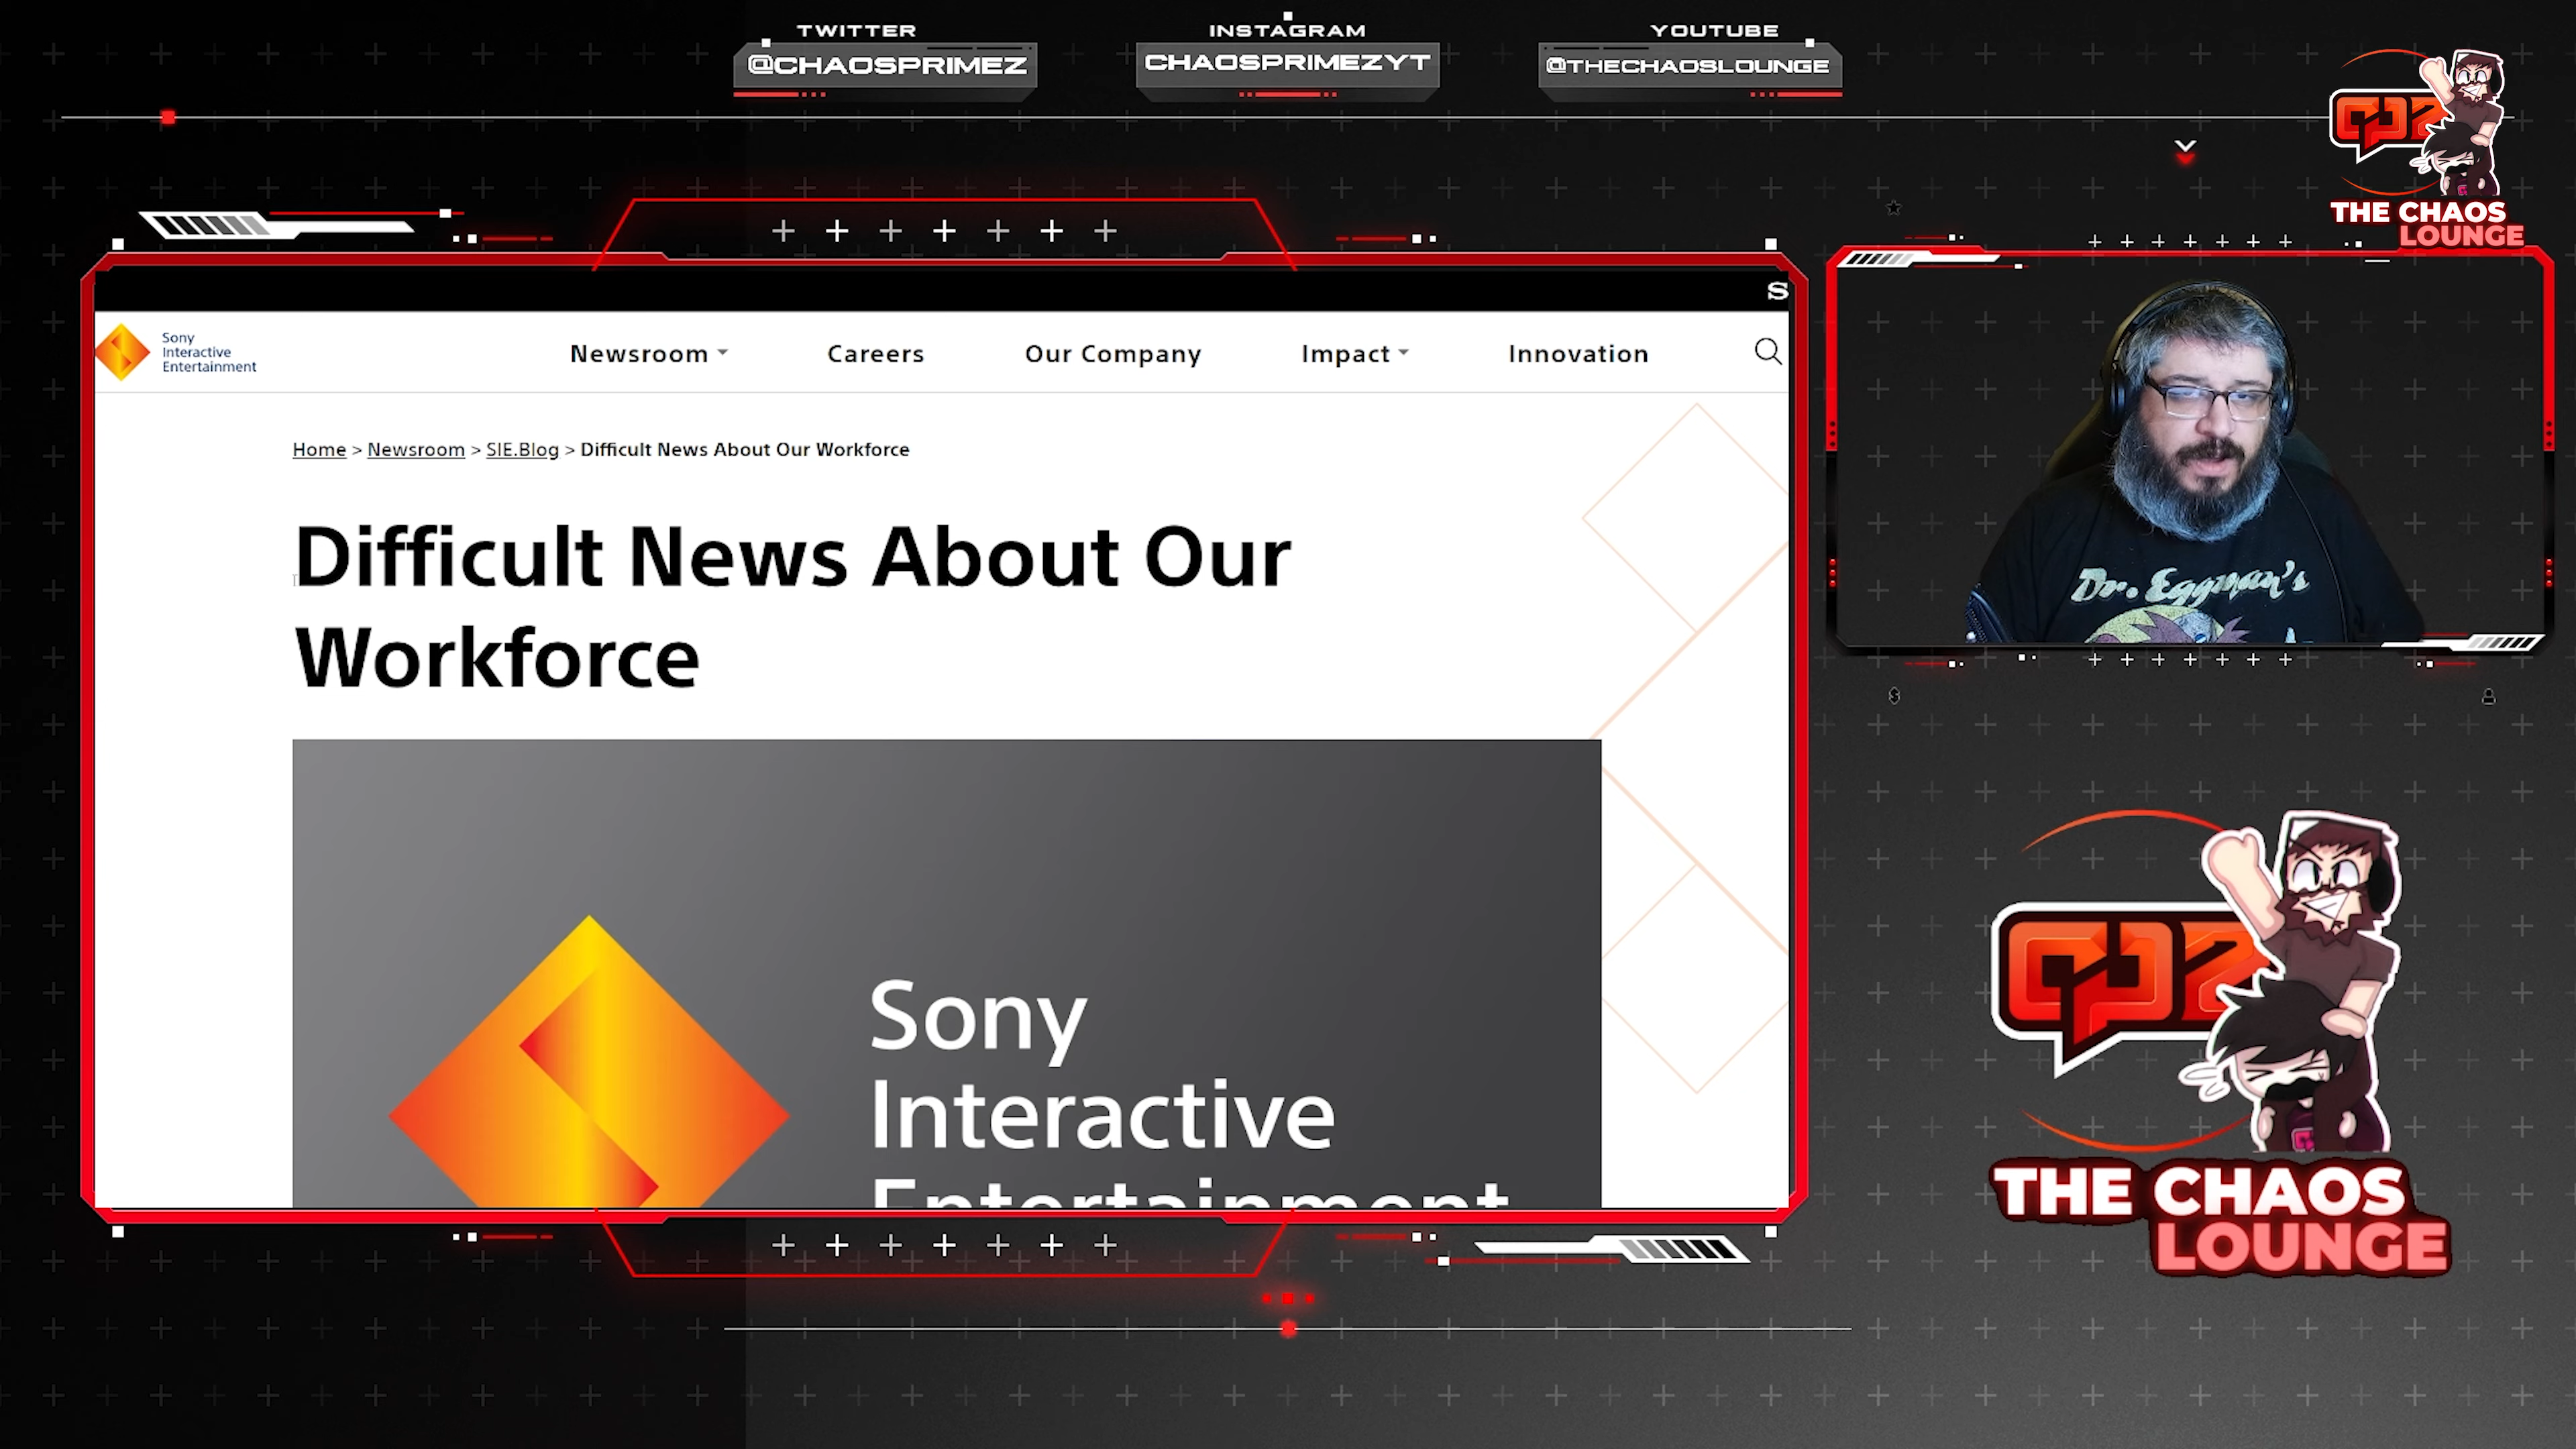 TWITTER
@CHAOSPRIMEZ
INSTAGRAM
CHAOSPRIMEZYT
YOUTUBE
@THECHAOSLOUNGE
THE CHAOS
LOUNGE
S
Sony
Interactive
Entertainment
Newsroom
Careers
Our Company
Impact
Innovation
Home > Newsroom > SIE.Blog > Difficult News About Our Workforce
Difficult News About Our
Workforce
Sony
Interactive
Entertainment
Dr. Eggman's
THE CHAOS
LOUNGE